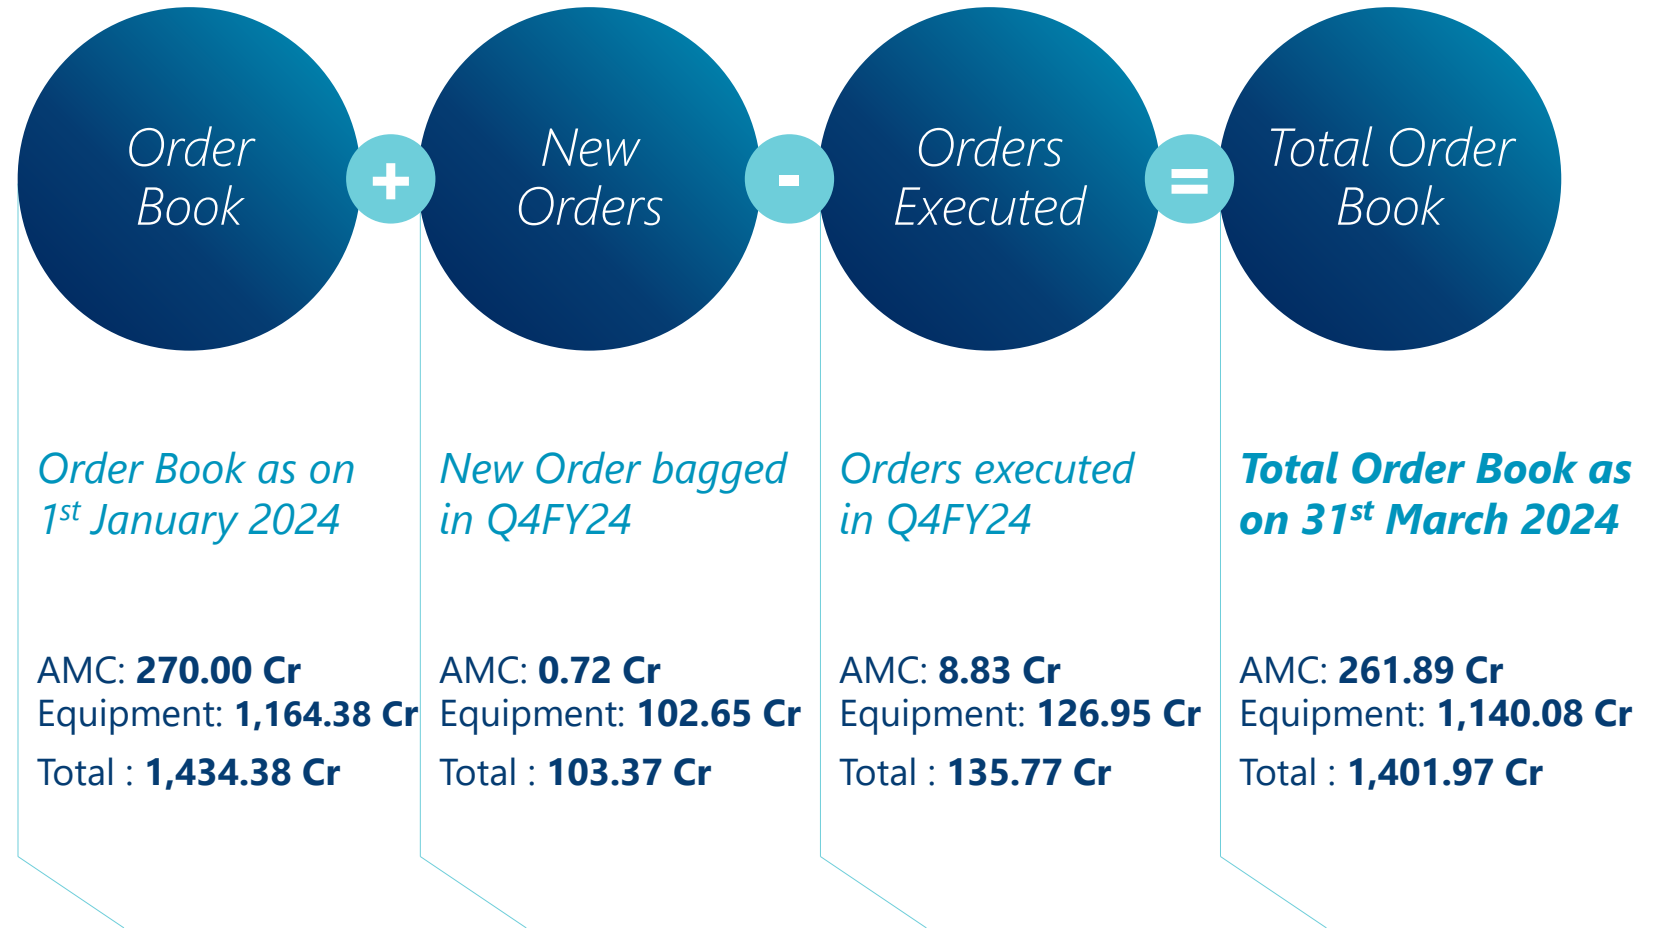 Order
Book
+
New
Orders
-
Orders
Executed
=
Total Order
Book
Order Book as on
1st January 2024
New Order bagged
in Q4FY24
Orders executed
in Q4FY24
Total Order Book as
on 31st March 2024
AMC: 270.00 Cr
Equipment: 1,164.38 Cr
Total : 1,434.38 Cr
AMC: 0.72 Cr
Equipment: 102.65 Cr
Total : 103.37 Cr
AMC: 8.83 Cr
Equipment: 126.95 Cr
Total : 135.77 Cr
AMC: 261.89 Cr
Equipment: 1,140.08 Cr
Total : 1,401.97 Cr